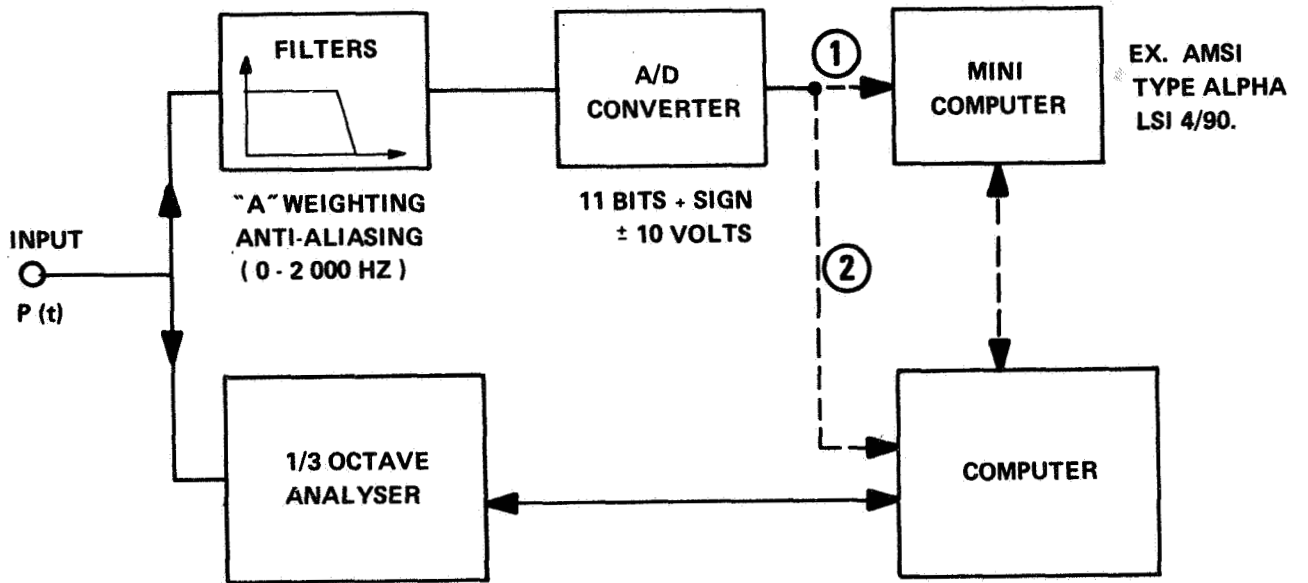 FILTERS
"A" WEIGHTING
ANTI-ALIASING
( 0 - 2 000 HZ )
A/D
CONVERTER
11 BITS + SIGN
± 10 VOLTS
1
2
MINI
COMPUTER
EX. AMSI
TYPE ALPHA
LSI 4/90.
INPUT
P (t)
1/3 OCTAVE
ANALYSER
COMPUTER